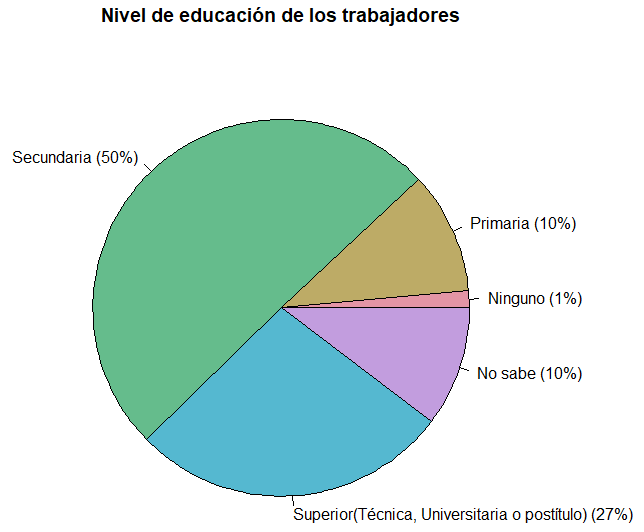 Nivel de educación de los trabajadores
Secundaria (50%)
Primaria (10%)
Ninguno (1%)
No sabe (10%)
Superior(Técnica, Universitaria o postítulo) (27%)